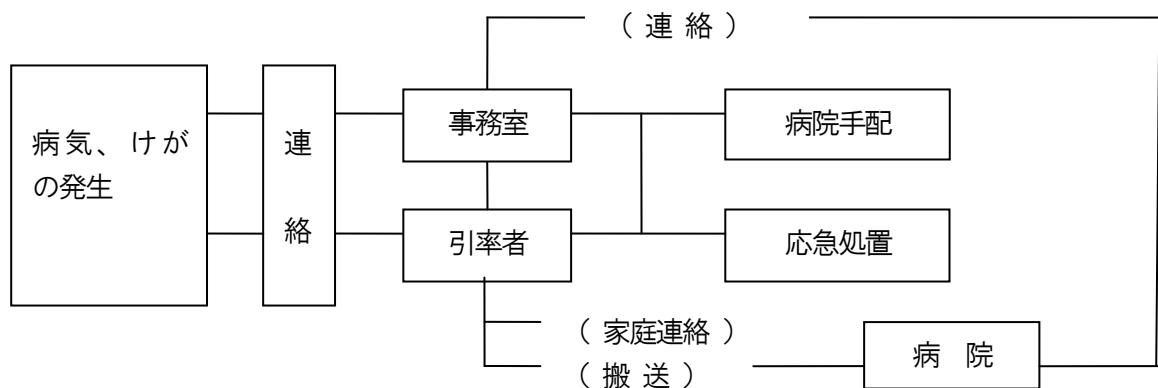 （ 連 絡 ）
病気、けが
の発生
連
絡
事務室
病院手配
引率者
応急処置
（ 家庭連絡 ）
（ 搬 送 ）
病 院